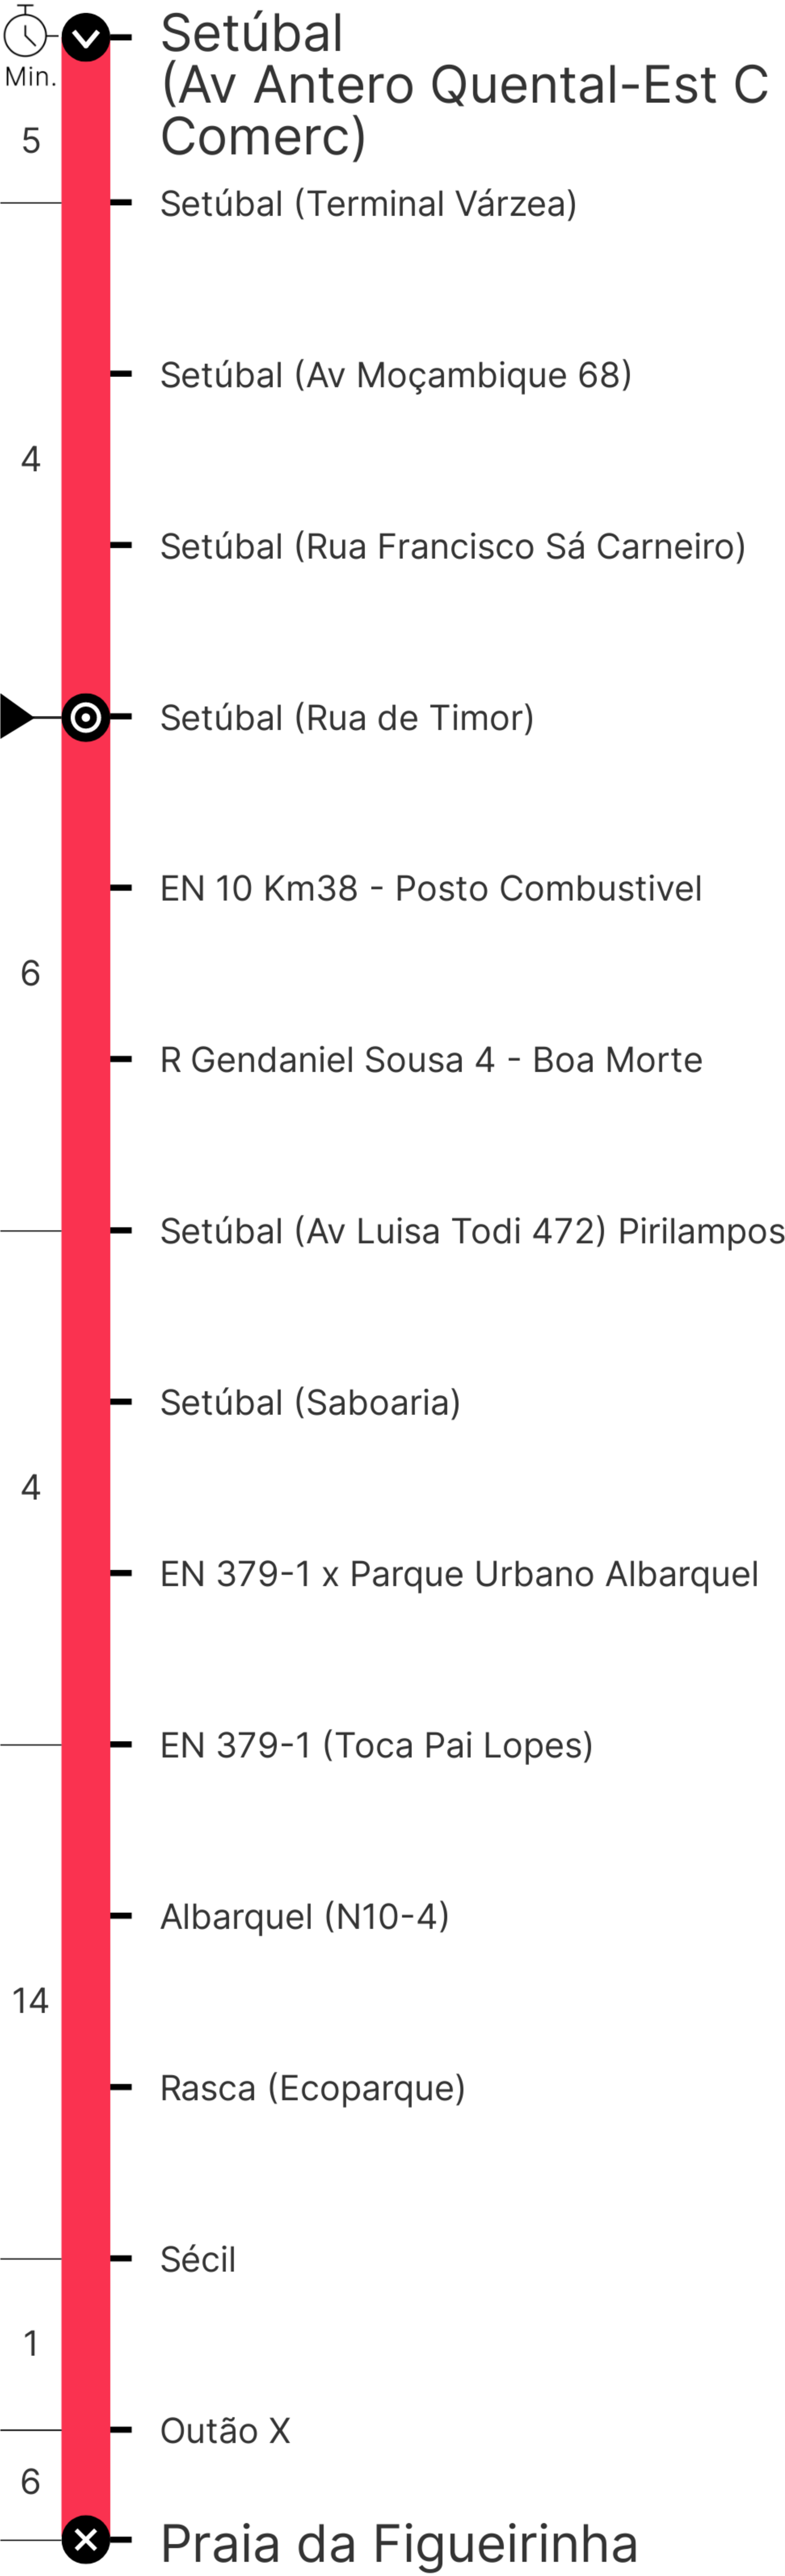 Min.
Setúbal
(Av Antero Quental-Est C
Comerc)
5
Setúbal (Terminal Várzea)
Setúbal (Av Moçambique 68)
4
Setúbal (Rua Francisco Sá Carneiro)
Setúbal (Rua de Timor)
EN 10 Km38 - Posto Combustivel
6
R Gendaniel Sousa 4 - Boa Morte
Setúbal (Av Luisa Todi 472) Pirilampos
Setúbal (Saboaria)
4
EN 379-1 x Parque Urbano Albarquel
EN 379-1 (Toca Pai Lopes)
Albarquel (N10-4)
14
Rasca (Ecoparque)
Sécil
1
Outão X
6
Praia da Figueirinha